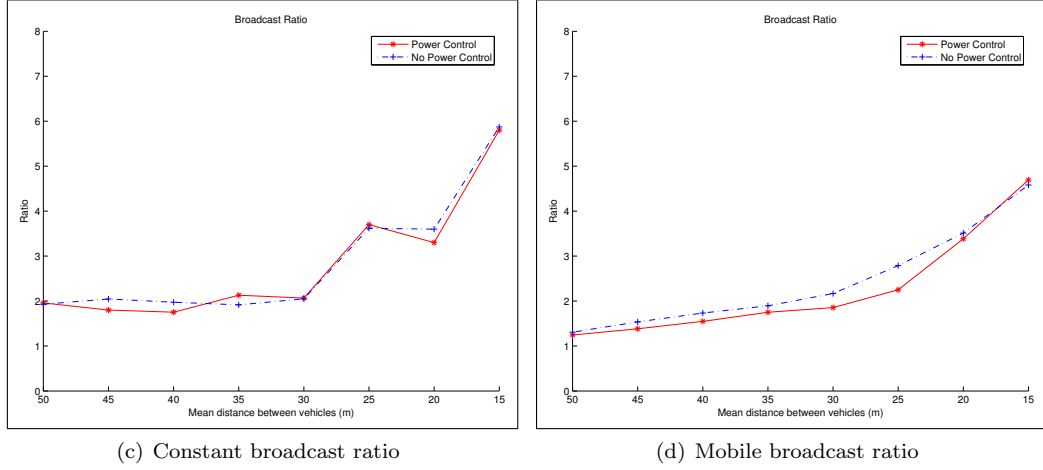 Broadcast Ratio
8
7
6
5
4
3
2
1
0
Ratio
Power Control
No Power Control
50 45 40 35 30 25 20 15
Mean distance between vehicles (m)
(c) Constant broadcast ratio
Broadcast Ratio
8
7
6
5
4
3
2
1
0
Ratio
Power Control
No Power Control
50 45 40 35 30 25 20 15
Mean distance between vehicles (m)
(d) Mobile broadcast ratio